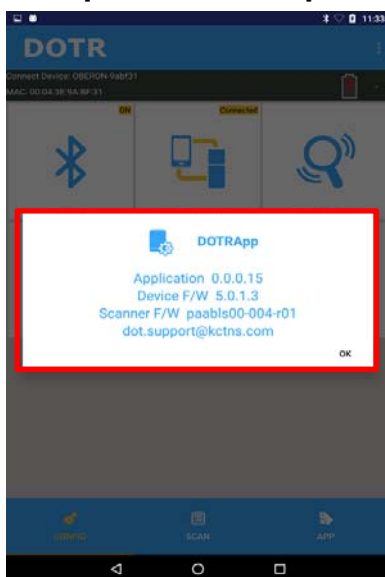 11:33
DOTR
Connect Device: OBERON-9abf31
MAC: 00:04:3E:9A:BF:31
ON
Connected
DOTRApp
Application 0.0.0.15
Device F/W 5.0.1.3
Scanner F/W paabls00-004-r01
dot.support@kctns.com
OK
CONFIG
SCAN
APP